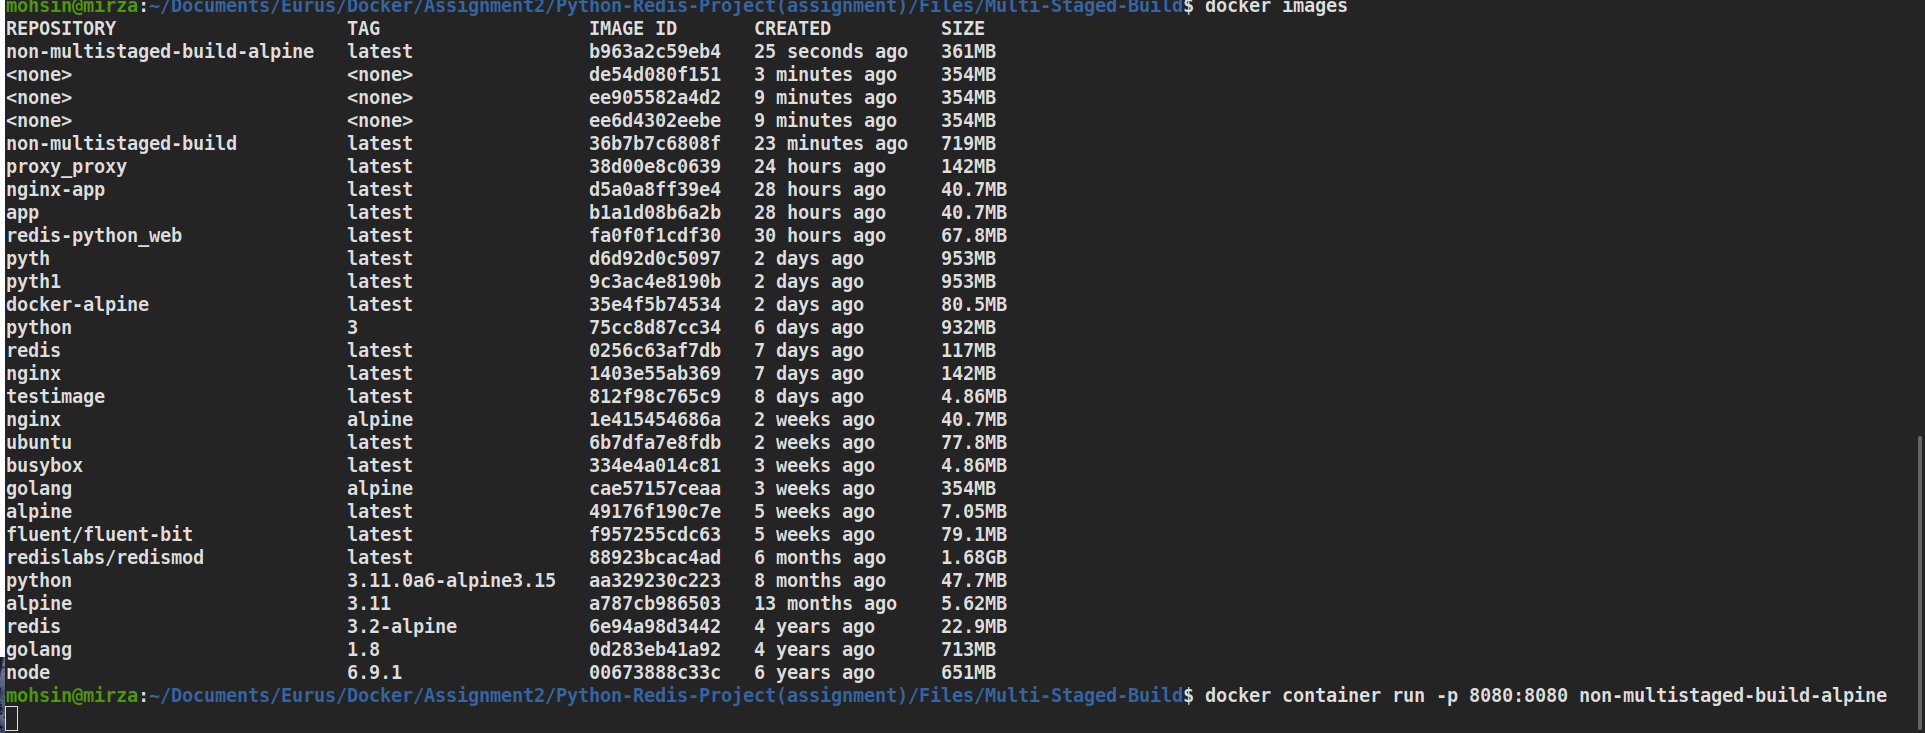 mohsin@mirza:~/Documents/Eurus/Docker/Assignment2/Python-Redis-Project(assignment)/Files/Multi-Staged-Build$ docker images
REPOSITORY TAG IMAGE ID CREATED SIZE
non-multistaged-build-alpine latest b963a2c59eb4 25 seconds ago 361MB
<none> <none> de54d080f151 3 minutes ago 354MB
<none> <none> ee905582a4d2 9 minutes ago 354MB
<none> <none> ee6d4302eebe 9 minutes ago 354MB
non-multistaged-build latest 36b7b7c6808f 23 minutes ago 719MB
proxy_proxy latest 38d00e8c0639 24 hours ago 142MB
nginx-app latest d5a0a8ff39e4 28 hours ago 40.7MB
app latest b1a1d08b6a2b 28 hours ago 40.7MB
redis-python_web latest fa0f0f1cdf30 30 hours ago 67.8MB
pyth latest d6d92d0c5097 2 days ago 953MB
pyth1 latest 9c3ac4e8190b 2 days ago 953MB
docker-alpine latest 35e4f5b74534 2 days ago 80.5MB
python 3 75cc8d87cc34 6 days ago 932MB
redis latest 0256c63af7db 7 days ago 117MB
nginx latest 1403e55ab369 7 days ago 142MB
testimage latest 812f98c765c9 8 days ago 4.86MB
nginx alpine 1e415454686a 2 weeks ago 40.7MB
ubuntu latest 6b7dfa7e8fdb 2 weeks ago 77.8MB
busybox latest 334e4a014c81 3 weeks ago 4.86MB
golang alpine cae57157ceaa 3 weeks ago 354MB
alpine latest 49176f190c7e 5 weeks ago 7.05MB
fluent/fluent-bit latest f957255cdc63 5 weeks ago 79.1MB
redislabs/redismod latest 88923bcac4ad 6 months ago 1.68GB
python 3.11.0a6-alpine3.15 aa329230c223 8 months ago 47.7MB
alpine 3.11 a787cb986503 13 months ago 5.62MB
redis 3.2-alpine 6e94a98d3442 4 years ago 22.9MB
golang 1.8 0d283eb41a92 4 years ago 713MB
node 6.9.1 00673888c33c 6 years ago 651MB
mohsin@mirza:~/Documents/Eurus/Docker/Assignment2/Python-Redis-Project(assignment)/Files/Multi-Staged-Build$ docker container run -p 8080:8080 non-multistaged-build-alpine